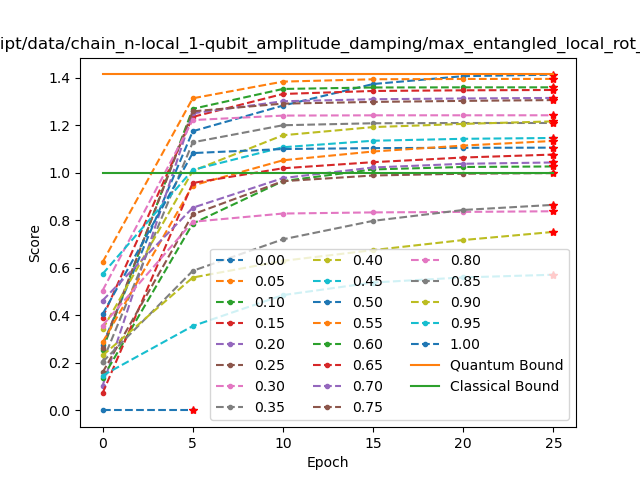 ipt/data/chain_n-local_1-qubit_amplitude_damping/max_entangled_local_rot_
Score
1.4
1.2
1.0
0.8
0.6
0.4
0.2
0.0
0.00 0.40 0.80
0.05 0.45 0.85
0.10 0.50 0.90
0.15 0.55 0.95
0.20 0.60 1.00
0.25 0.65 Quantum Bound
0.30 0.70 Classical Bound
0.35 0.75
0 5 10 15 20 25
Epoch